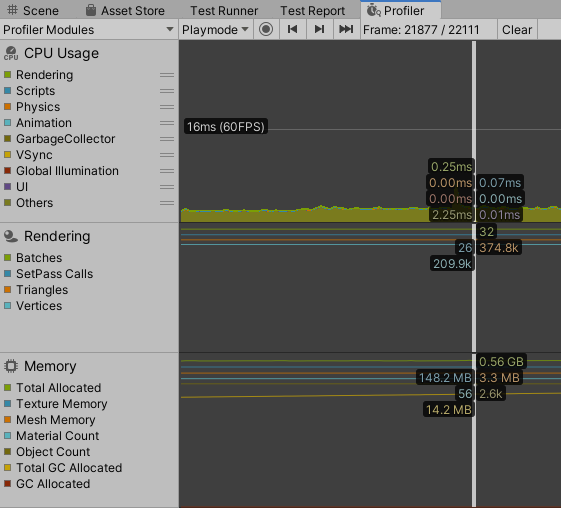 Scene Asset Store Test Runner Test Report Profiler
Profiler Modules Playmode Frame: 21877 / 22111 Clear
CPU
CPU Usage
Rendering
Scripts
Physics
Animation
GarbageCollector
VSync
Global Illumination
UI
Others
16ms (60FPS)
0.25ms
0.00ms 0.07ms
0.00ms 0.00ms
2.25ms 0.01ms
Rendering
Batches
SetPass Calls
Triangles
Vertices
32
26 374.8k
209.9k
Memory
Total Allocated
Texture Memory
Mesh Memory
Material Count
Object Count
Total GC Allocated
GC Allocated
0.56 GB
148.2 MB 3.3 MB
56 2.6k
14.2 MB